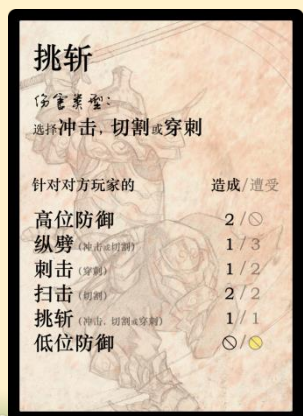 挑斩
伤害类型:
选择冲击, 切割或穿刺
针对对方玩家的 造成/遭受
高位防御 2/⃠
纵劈(冲击或切割) 1/3
刺击(穿刺) 1/2
扫击(切割) 2/2
挑斩(冲击, 切割或穿刺) 1/1
低位防御 ⃠/⃠